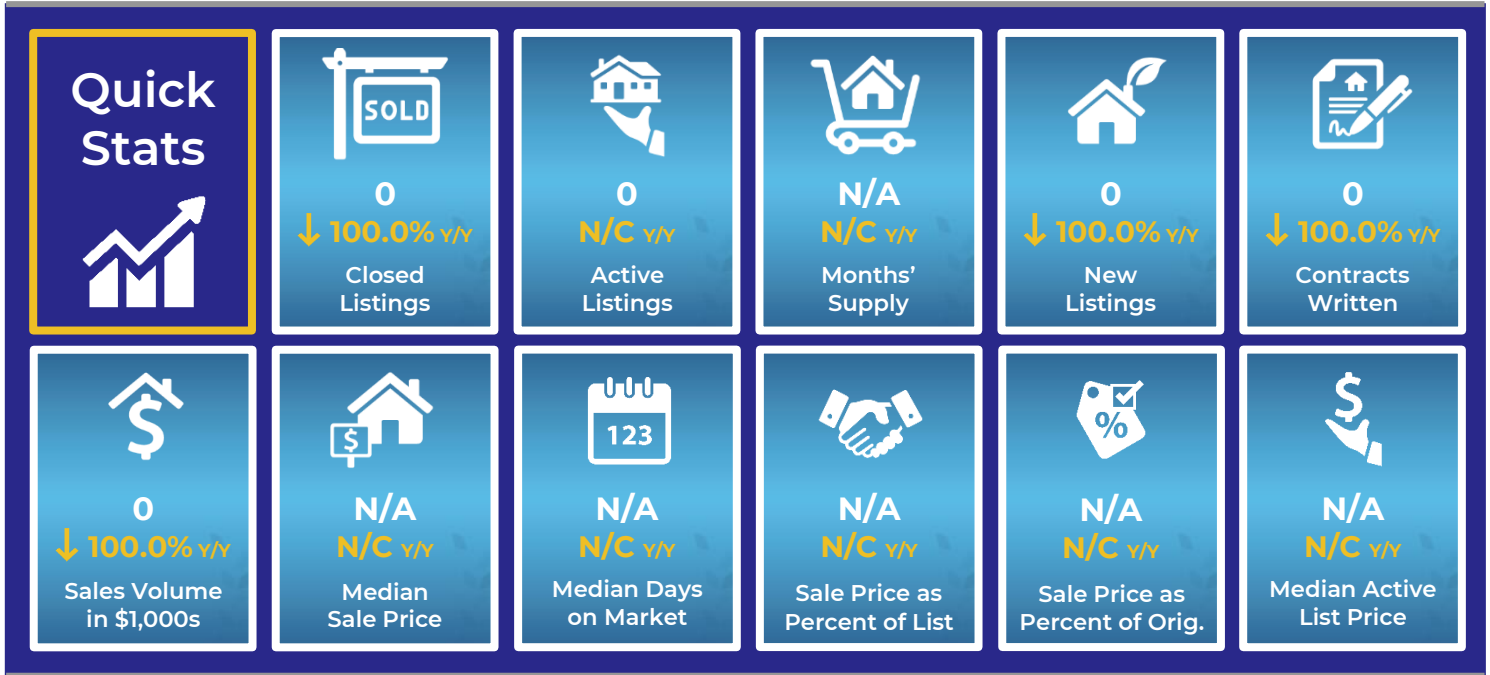 Quick
Stats
SOLD
0
↓ 100.0% Y/Y
Closed
Listings
0
N/C Y/Y
Active
Listings
N/A
N/C Y/Y
Months’
Supply
0
↓ 100.0% Y/Y
New
Listings
0
↓ 100.0% Y/Y
Contracts
Written
$
0
↓ 100.0% Y/Y
Sales Volume
in $1,000s
$
N/A
N/C Y/Y
Median
Sale Price
123
N/A
N/C Y/Y
Median Days
on Market
N/A
N/C Y/Y
Sale Price as
Percent of List
%
N/A
N/C Y/Y
Sale Price as
Percent of Orig.
$
N/A
N/C Y/Y
Median Active
List Price